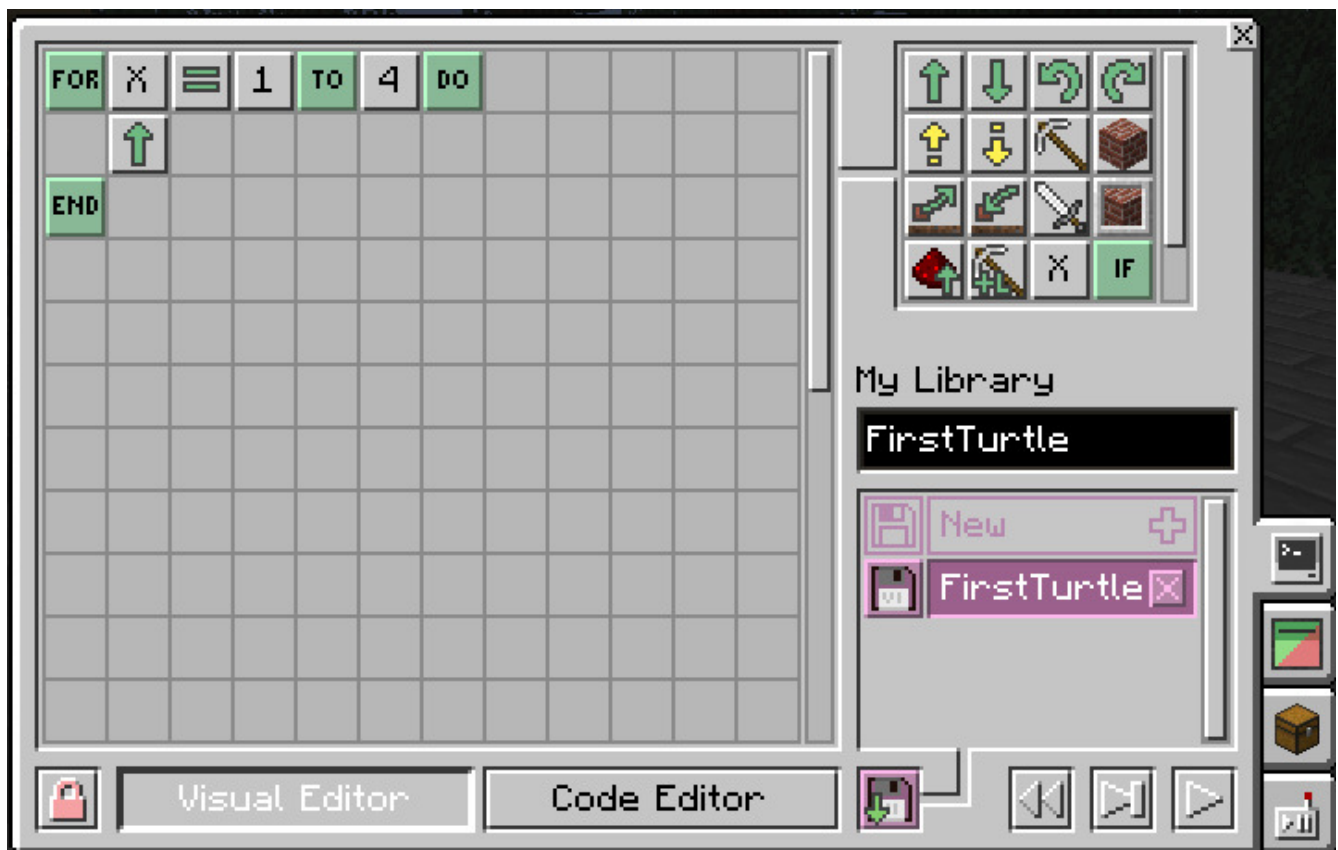 FOR X = 1 TO 4 DO
END
X IF
My Library
FirstTurtle
New
FirstTurtle X
Visual Editor
Code Editor